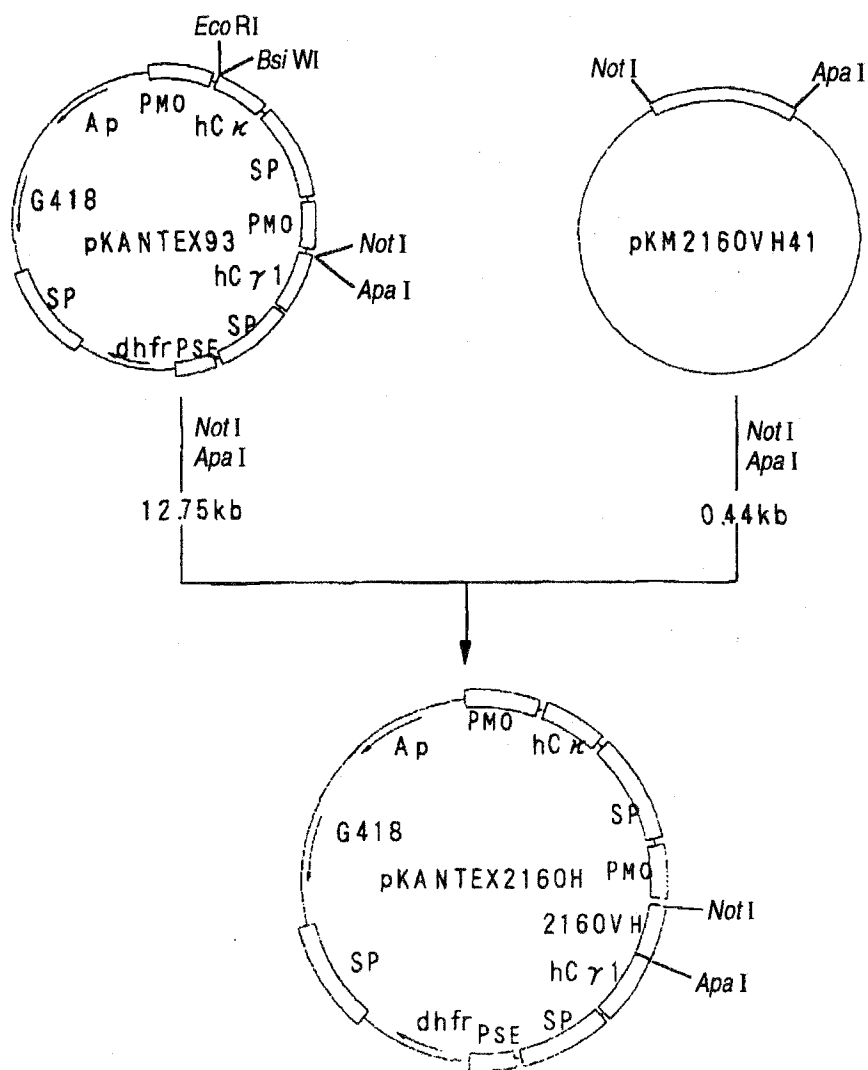 EcoRI
BsiWI
PMO
hCκ
Ap
SP
G418
PMO
pKANTEX93
NotI
hCγ1
ApaI
SP
SP
dhfr
PSE
NotI
ApaI
pKM2160VH41
NotI
ApaI
12.75kb
NotI
ApaI
0.44kb
PMO
hCκ
Ap
SP
G418
PMO
pKANTEX2160H
NotI
2160VH
hCγ1
ApaI
SP
SP
dhfr
PSE